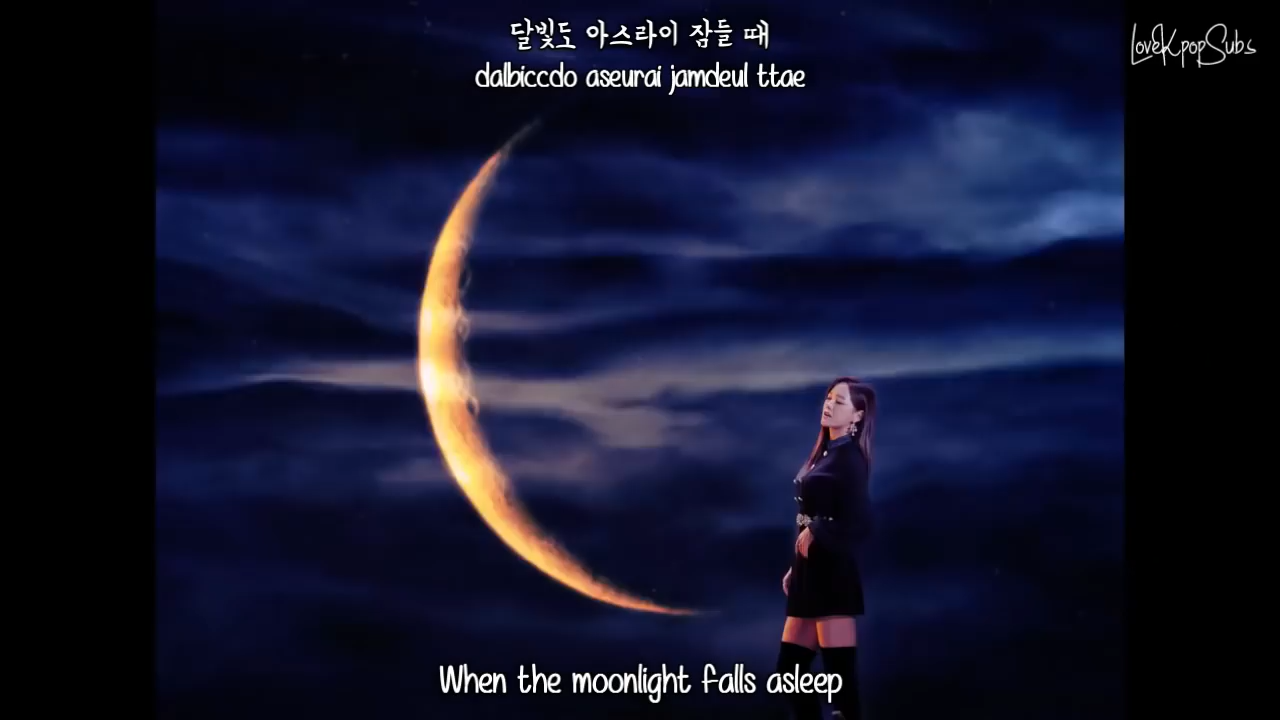 달빛도 아스라이 잠들 때
LoveKpopSubs
dalbiccdo aseurai jamdeul ttae
When the moonlight falls asleep